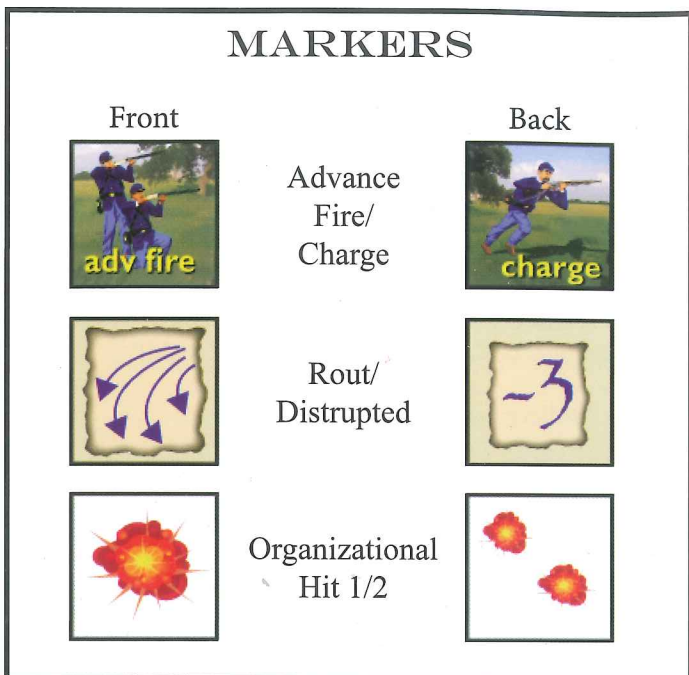 MARKERS
Front
Back
adv fire
Advance
Fire/
Charge
charge
Rout/
Distrupted
-3
Organizational
Hit 1/2